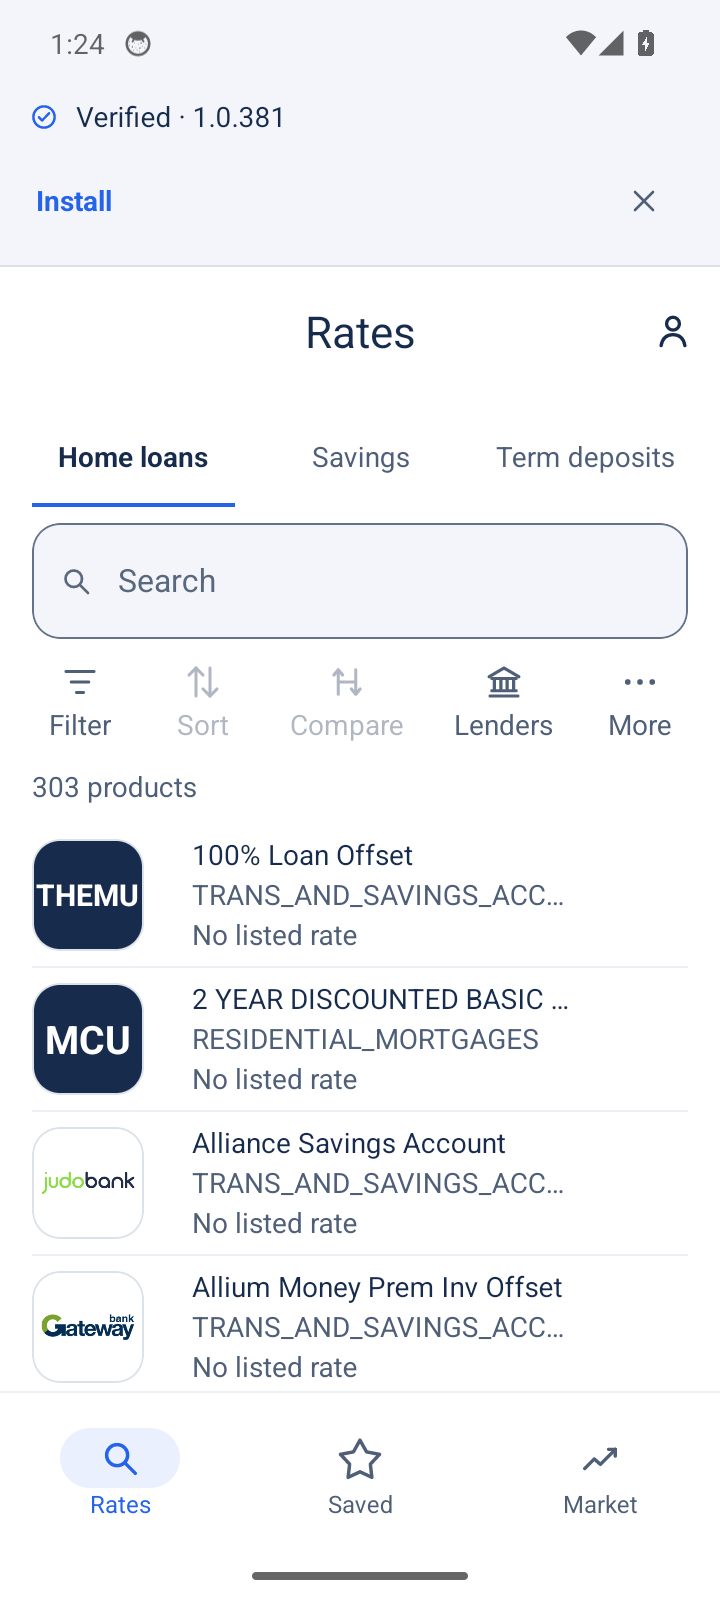 1:24
Verified · 1.0.381
Install
Rates
Home loans
Savings
Term deposits
Search
Filter
Sort
Compare
Lenders
More
303 products
THEMU
100% Loan Offset
TRANS_AND_SAVINGS_ACC...
No listed rate
MCU
2 YEAR DISCOUNTED BASIC ...
RESIDENTIAL_MORTGAGES
No listed rate
judobank
Alliance Savings Account
TRANS_AND_SAVINGS_ACC...
No listed rate
Gateway bank
Allium Money Prem Inv Offset
TRANS_AND_SAVINGS_ACC...
No listed rate
Rates
Saved
Market